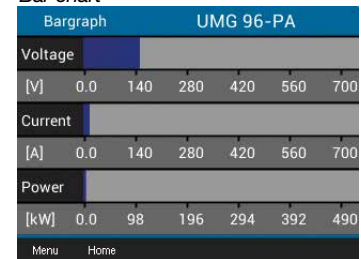 Bar chart
Bargraph UMG 96-PA
Voltage
[V] 0.0 140 280 420 560 700
Current
[A] 0.0 140 280 420 560 700
Power
[kW] 0.0 98 196 294 392 490
Menu Home